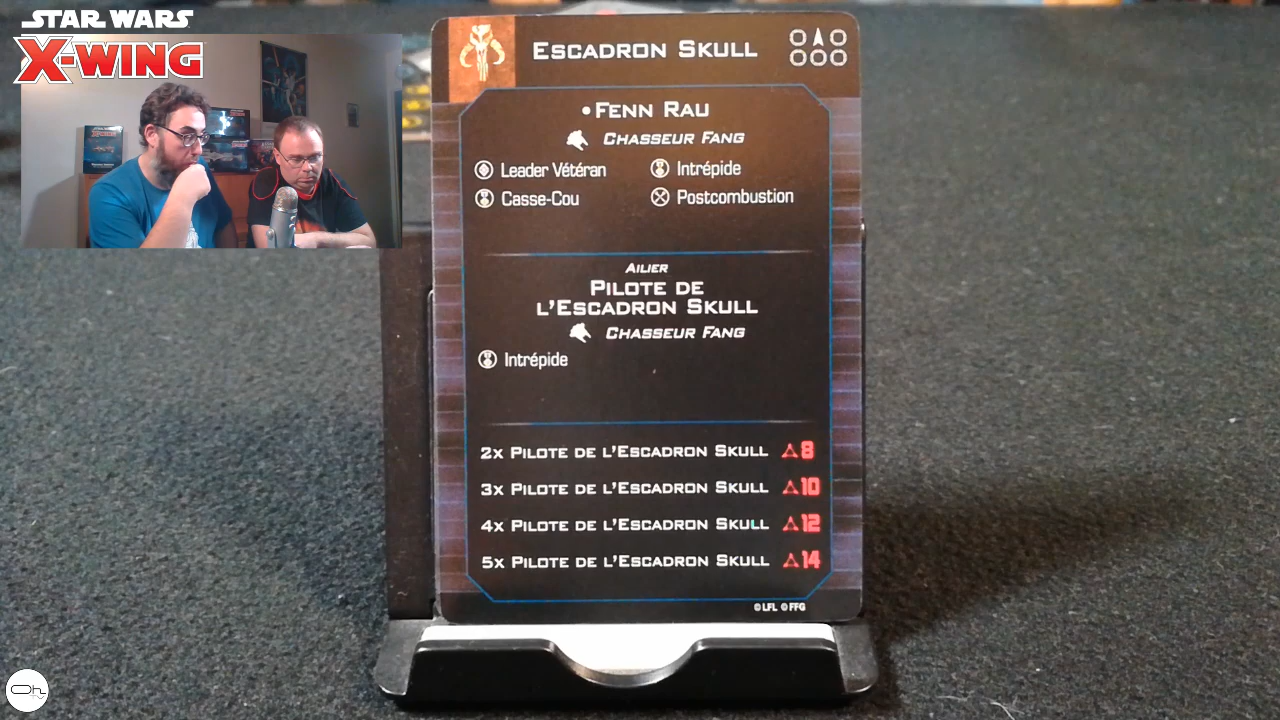 STAR WARS
X-WING
Escadron Skull
•Fenn Rau
Chasseur Fang
Leader Vétéran
Intrépide
Casse-Cou
Postcombustion
Ailier
Pilote de
l'Escadron Skull
Chasseur Fang
Intrépide
2x Pilote de l'Escadron Skull 8
3x Pilote de l'Escadron Skull 10
4x Pilote de l'Escadron Skull 12
5x Pilote de l'Escadron Skull 14
© LFL © FFG